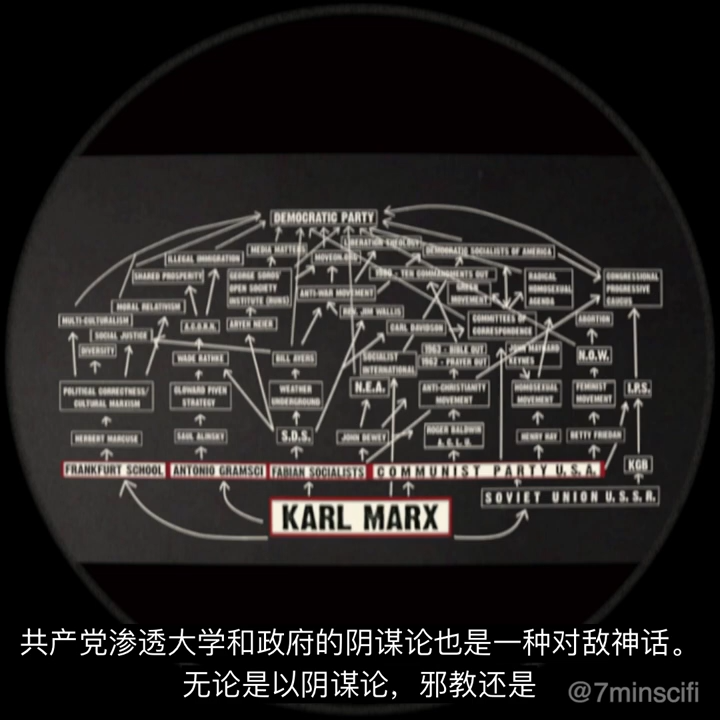 DEMOCRATIC PARTY
MEDIA MATTERS
LIBERATION THEOLOGY
DEMOCRATIC SOCIALISTS OF AMERICA
ILLEGAL IMMIGRATION
MOVEON.ORG
SHARED PROSPERITY
GEORGE SOROS'
OPEN SOCIETY
INSTITUTE
1980 - TEN COMMANDMENTS OUT
GREEN
MOVEMENT
RADICAL
HOMOSEXUAL
AGENDA
CONGRESSIONAL
PROGRESSIVE
CAUCUS
ANTI-WAR MOVEMENT
MORAL RELATIVISM
REV. JIM WALLIS
MULTI-CULTURALISM
A.C.O.R.N.
ARYEH NEIER
CARL DAVIDSON
COMMITTEES OF
CORRESPONDENCE
ABORTION
SOCIAL JUSTICE
DIVERSITY
WADE RATHKE
BILL AYERS
SOCIALIST
INTERNATIONAL
1963 - BIBLE OUT
1962 - PRAYER OUT
JOHN MAYNARD
KEYNES
N.O.W.
POLITICAL CORRECTNESS/
CULTURAL MARXISM
CLOWARD PIVEN
STRATEGY
WEATHER
UNDERGROUND
N.E.A.
ANTI-CHRISTIANITY
MOVEMENT
HOMOSEXUAL
MOVEMENT
FEMINIST
MOVEMENT
I.P.S.
HERBERT MARCUSE
SAUL ALINSKY
S.D.S.
JOHN DEWEY
ROGER BALDWIN
A.C.L.U.
HENRY HAY
BETTY FRIEDAN
KGB
FRANKFURT SCHOOL
ANTONIO GRAMSCI
FABIAN SOCIALISTS
COMMUNIST PARTY U.S.A.
SOVIET UNION U.S.S.R.
KARL MARX
共产党渗透大学和政府的阴谋论也是一种对敌神话。
无论是以阴谋论，邪教还是
@7minscifi